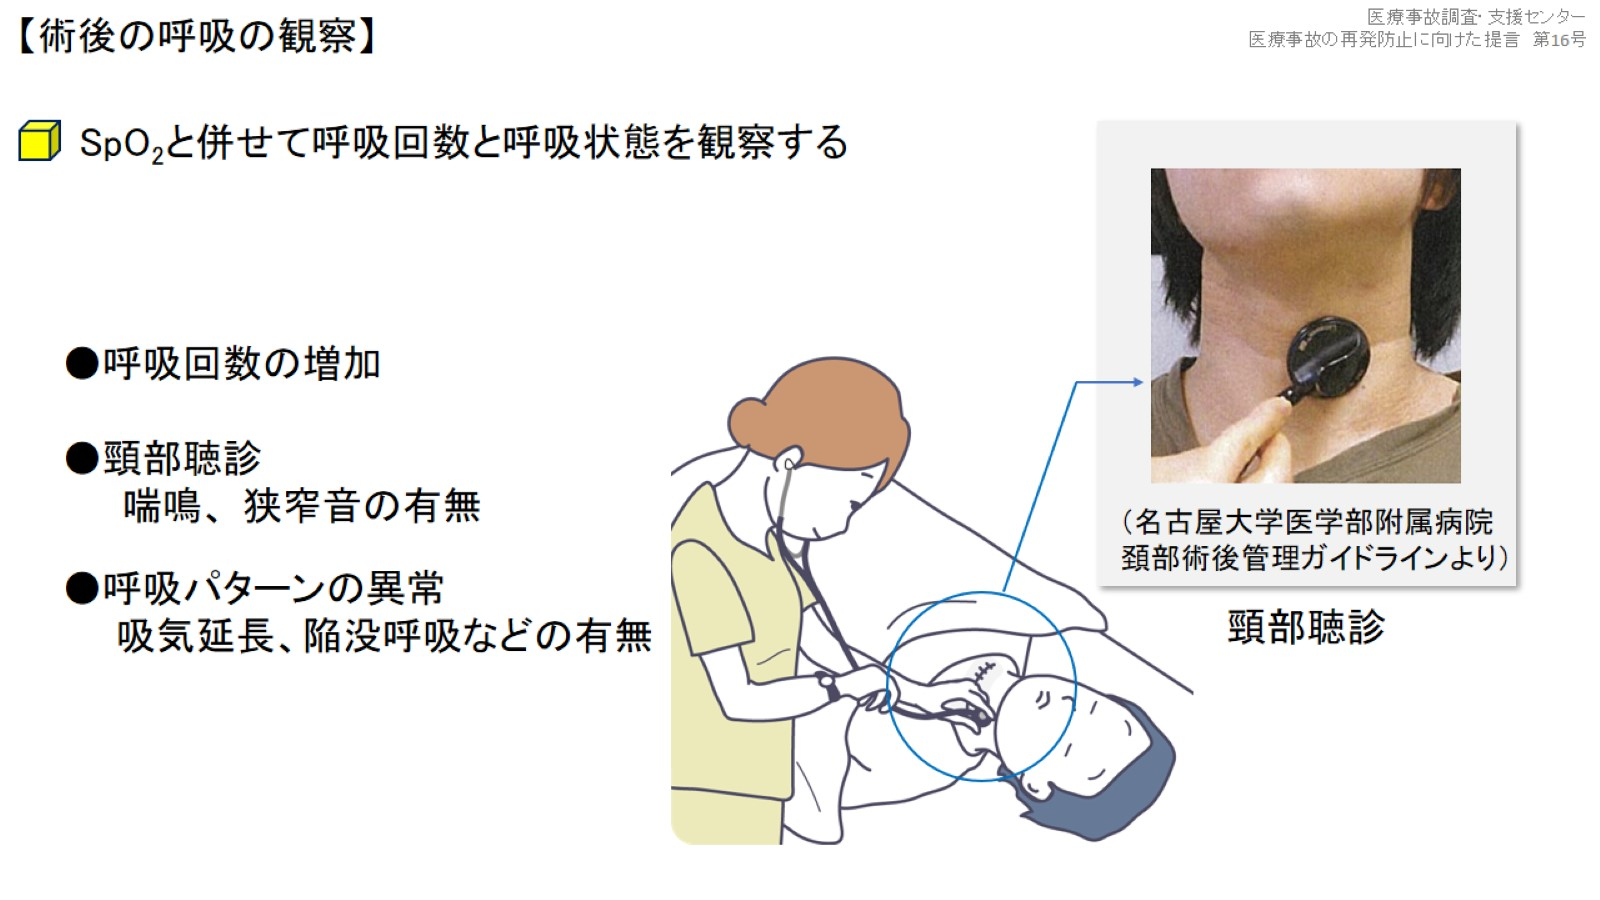 【術後の呼吸の観察】
医療事故調査・支援センター
医療事故の再発防止に向けた提言　第16号
SpO₂と併せて呼吸回数と呼吸状態を観察する
●呼吸回数の増加
●頸部聴診
喘鳴、狭窄音の有無
●呼吸パターンの異常
吸気延長、陥没呼吸などの有無
（名古屋大学医学部附属病院
頸部術後管理ガイドラインより）
頸部聴診